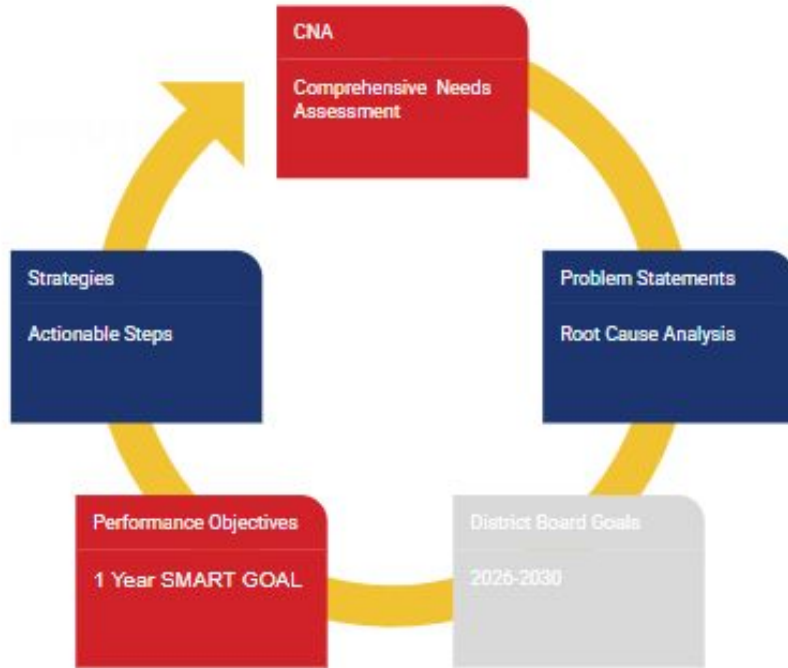 CNA
Comprehensive Needs
Assessment
Problem Statements
Root Cause Analysis
District Board Goals
2026-2030
Performance Objectives
1 Year SMART GOAL
Strategies
Actionable Steps